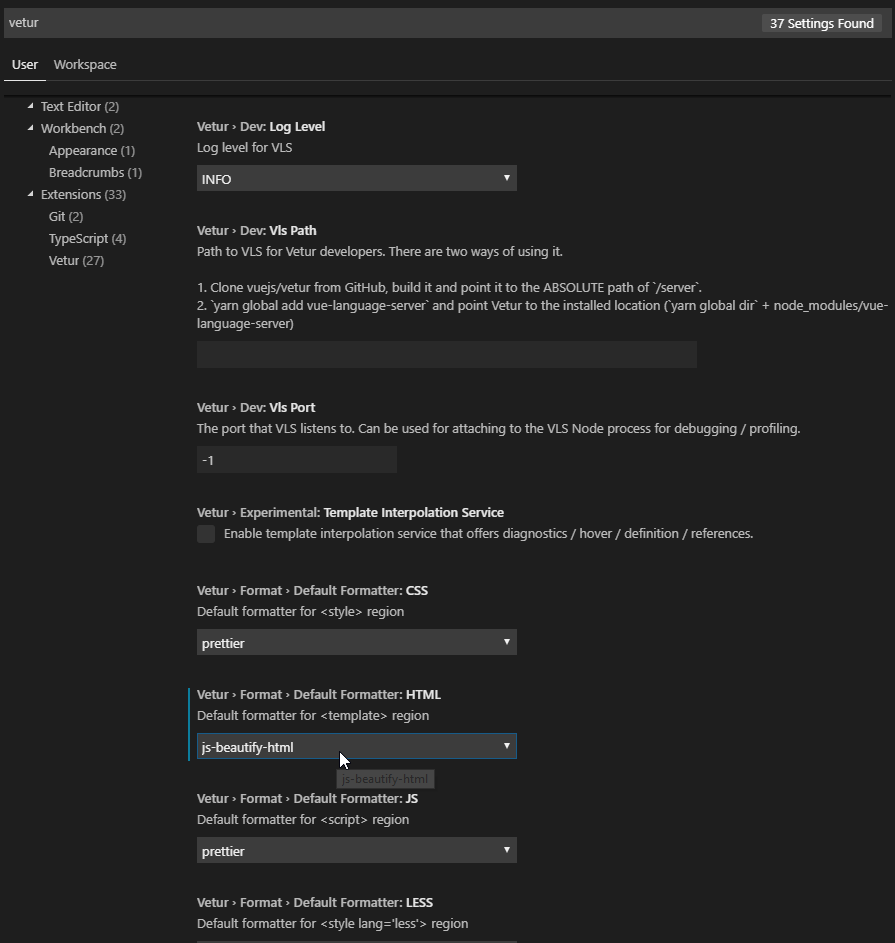 vetur
37 Settings Found
User
Workspace
Text Editor (2)
Workbench (2)
Appearance (1)
Breadcrumbs (1)
Extensions (33)
Git (2)
TypeScript (4)
Vetur (27)
Vetur › Dev: Log Level
Log level for VLS
INFO
Vetur › Dev: Vls Path
Path to VLS for Vetur developers. There are two ways of using it.
1. Clone vuejs/vetur from GitHub, build it and point it to the ABSOLUTE path of `/server`.
2. `yarn global add vue-language-server` and point Vetur to the installed location (`yarn global dir` + node_modules/vue-
language-server)
Vetur › Dev: Vls Port
The port that VLS listens to. Can be used for attaching to the VLS Node process for debugging / profiling.
-1
Vetur › Experimental: Template Interpolation Service
Enable template interpolation service that offers diagnostics / hover / definition / references.
Vetur › Format › Default Formatter: CSS
Default formatter for <style> region
prettier
Vetur › Format › Default Formatter: HTML
Default formatter for <template> region
js-beautify-html
js-beautify-html
Vetur › Format › Default Formatter: JS
Default formatter for <script> region
prettier
Vetur › Format › Default Formatter: LESS
Default formatter for <style lang='less'> region